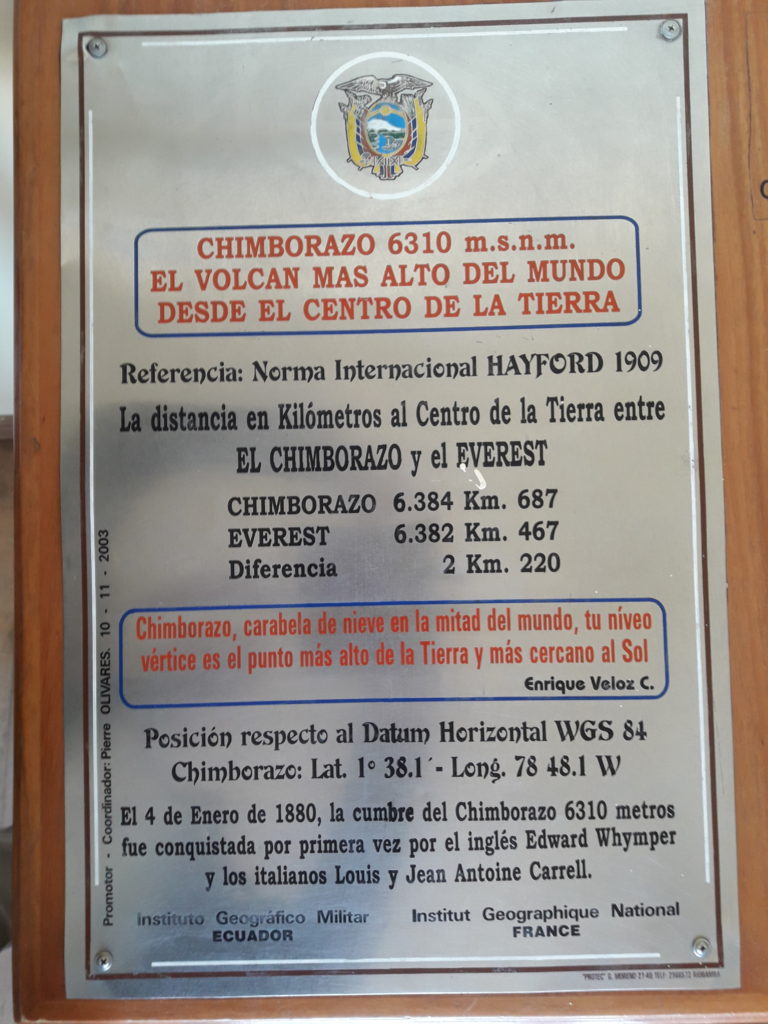 CHIMBORAZO 6310 m.s.n.m.
EL VOLCAN MAS ALTO DEL MUNDO
DESDE EL CENTRO DE LA TIERRA
Referencia: Norma Internacional HAYFORD 1909
La distancia en Kilómetros al Centro de la Tierra entre
EL CHIMBORAZO y el EVEREST
CHIMBORAZO 6.384 Km. 687
EVEREST 6.382 Km. 467
Diferencia 2 Km. 220
Chimborazo, carabela de nieve en la mitad del mundo, tu níveo
vértice es el punto más alto de la Tierra y más cercano al Sol
Enrique Veloz C.
Posición respecto al Datum Horizontal WGS 84
Chimborazo: Lat. 1º 38.1´- Long. 78 48.1 W
El 4 de Enero de 1880, la cumbre del Chimborazo 6310 metros
fue conquistada por primera vez por el inglés Edward Whymper
y los italianos Louis y Jean Antoine Carrell.
Instituto Geográfico Militar
ECUADOR
Institut Geographique National
FRANCE
Promotor - Coordinador: Pierre OLIVARES. 10 - 11 - 2003
"PROTEC" G. MORENO